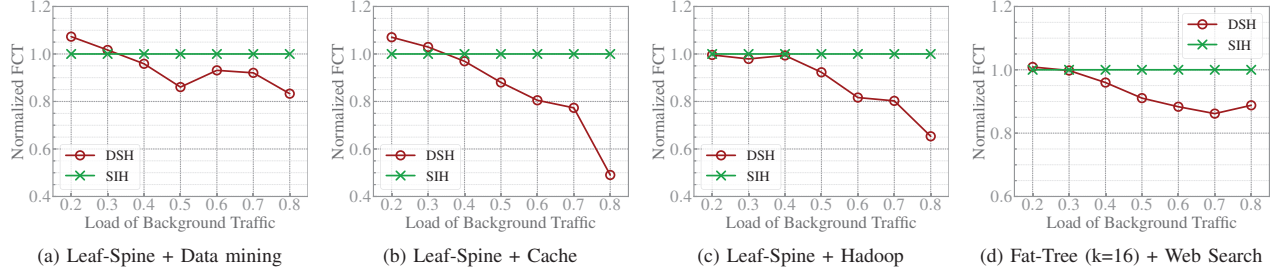 Normalized FCT
1.2
1.0
0.8
0.6
0.4
DSH
SIH
0.2 0.3 0.4 0.5 0.6 0.7 0.8
Load of Background Traffic
(a) Leaf-Spine + Data mining
Normalized FCT
1.2
1.0
0.8
0.6
0.4
DSH
SIH
0.2 0.3 0.4 0.5 0.6 0.7 0.8
Load of Background Traffic
(b) Leaf-Spine + Cache
Normalized FCT
1.2
1.0
0.8
0.6
0.4
DSH
SIH
0.2 0.3 0.4 0.5 0.6 0.7 0.8
Load of Background Traffic
(c) Leaf-Spine + Hadoop
Normalized FCT
1.2
1.0
0.8
0.6
DSH
SIH
0.2 0.3 0.4 0.5 0.6 0.7 0.8
Load of Background Traffic
(d) Fat-Tree (k=16) + Web Search